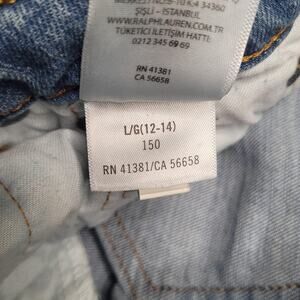 ŞİŞLİ - İSTANBUL
WWW.RALPHLAUREN.COM.TR
TÜKETİCİ İLETİŞİM HATTI:
0212 345 69 69
RN 41381
CA 56658
L/G(12-14)
150
RN 41381/CA 56658